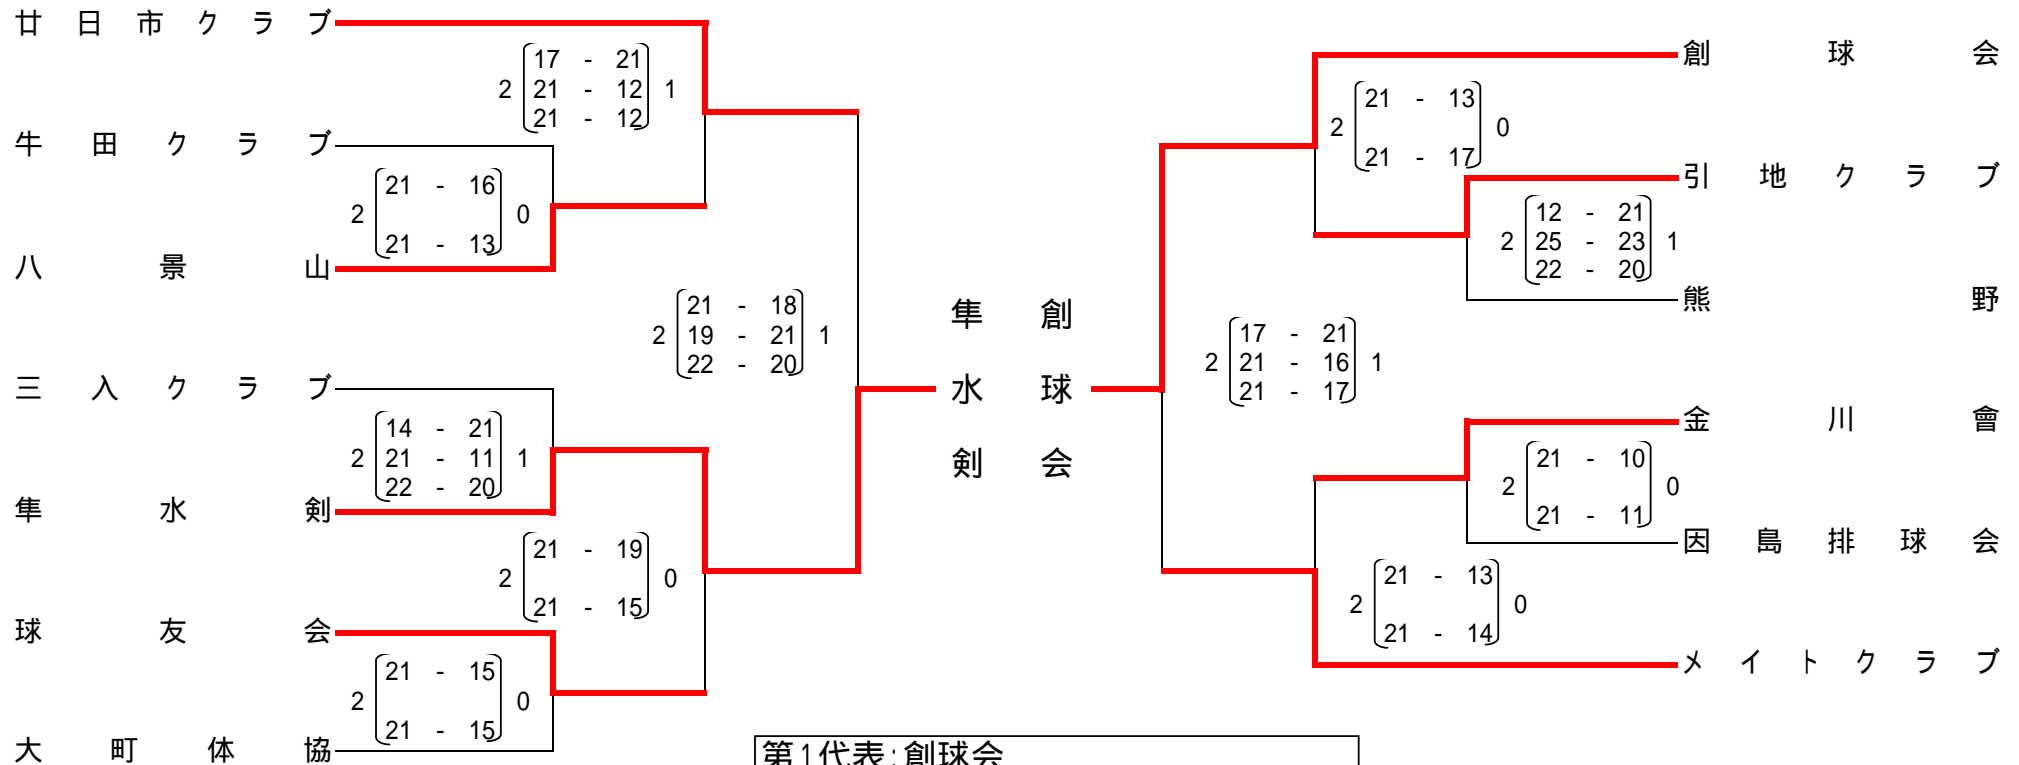 廿日市クラブ
17 - 21
2 21 - 12 1
21 - 12
牛田クラブ
21 - 16
2 0
21 - 13
八景山
21 - 18
2 19 - 21 1
22 - 20
三入クラブ
14 - 21
2 21 - 11 1
22 - 20
隼水剣
21 - 19
2 0
21 - 15
球友会
21 - 15
2 0
21 - 15
大町体協
隼水剣
創球会
創球会
21 - 13
2 0
21 - 17
引地クラブ
12 - 21
2 25 - 23 1
22 - 20
熊野
17 - 21
2 21 - 16 1
21 - 17
金川會
21 - 10
2 0
21 - 11
因島排球会
21 - 13
2 0
21 - 14
メイトクラブ
第1代表:創球会